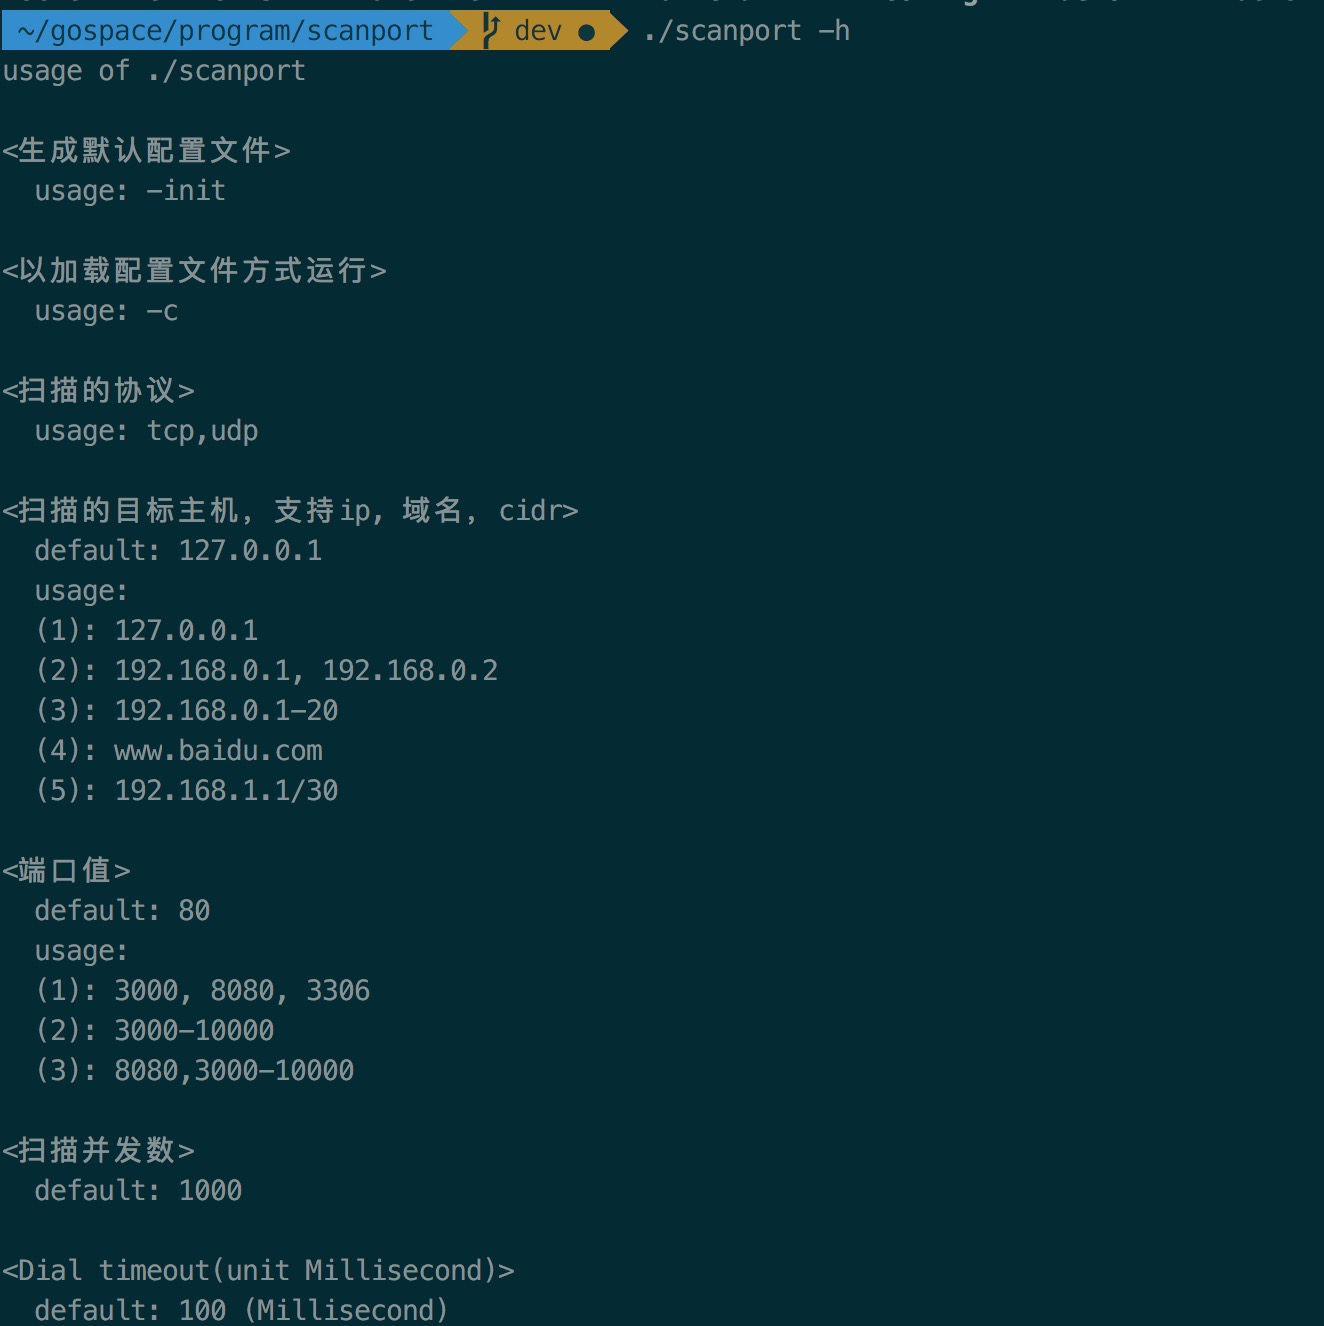 ~/gospace/program/scanport dev ● ./scanport -h
usage of ./scanport
<生成默认配置文件>
usage: -init
<以加载配置文件方式运行>
usage: -c
<扫描的协议>
usage: tcp,udp
<扫描的目标主机, 支持ip, 域名, cidr>
default: 127.0.0.1
usage:
(1): 127.0.0.1
(2): 192.168.0.1, 192.168.0.2
(3): 192.168.0.1-20
(4): www.baidu.com
(5): 192.168.1.1/30
<端口值>
default: 80
usage:
(1): 3000, 8080, 3306
(2): 3000-10000
(3): 8080,3000-10000
<扫描并发数>
default: 1000
<Dial timeout(unit Millisecond)>
default: 100 (Millisecond)